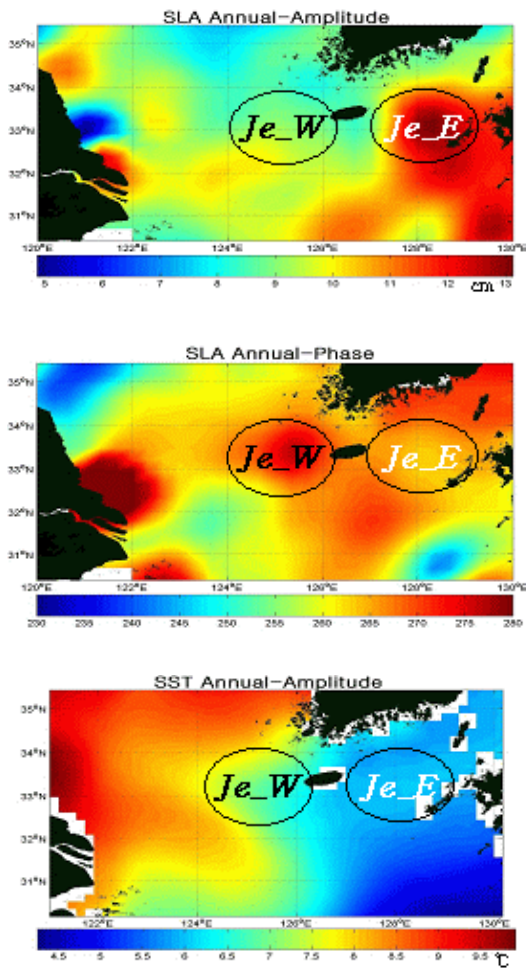 SLA Annual-Amplitude
35°N
34°N
33°N
32°N
31°N
Je_W
Je_E
120°E 122°E 124°E 126°E 128°E 130°E
5 6 7 8 9 10 11 12 13
cm
SLA Annual-Phase
35°N
34°N
33°N
32°N
31°N
Je_W
Je_E
120°E 122°E 124°E 126°E 128°E 130°E
230 235 240 245 250 255 260 265 270 275 280
SST Annual-Amplitude
35°N
34°N
33°N
32°N
31°N
Je_W
Je_E
122°E 124°E 126°E 128°E 130°E
4.5 5 5.5 6 6.5 7 7.5 8 8.5 9 9.5
℃